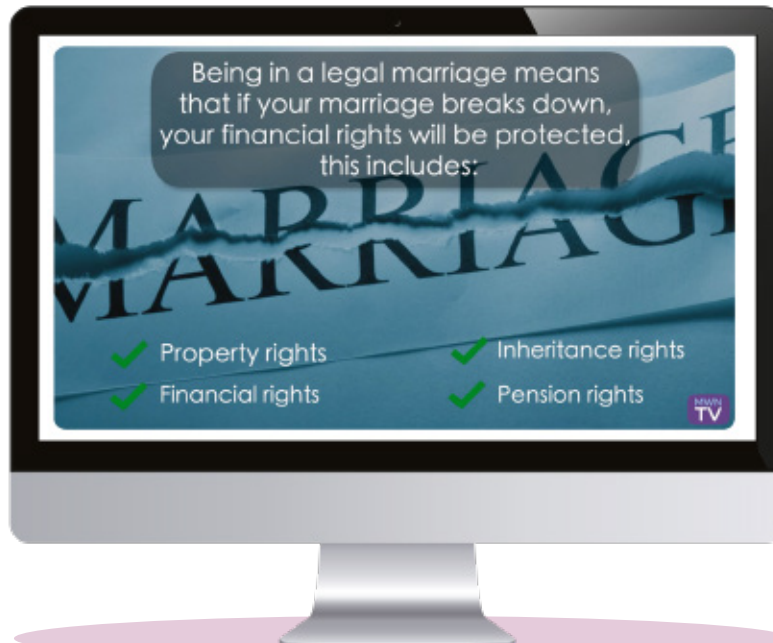 Being in a legal marriage means
that if your marriage breaks down,
your financial rights will be protected,
this includes:
MARRIAGE
Property rights
Inheritance rights
Financial rights
Pension rights
MWN
TV